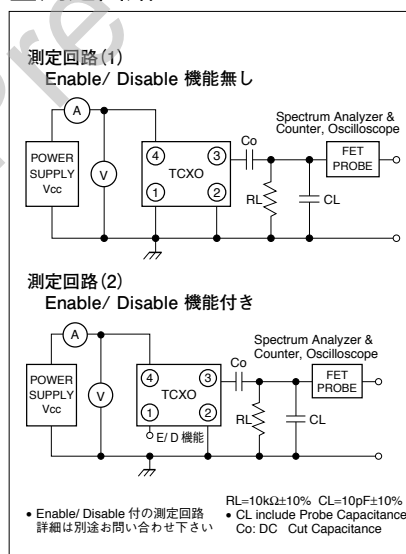 測定回路(1)
Enable/ Disable 機能無し
Spectrum Analyzer &
Counter, Oscilloscope
A
Co
POWER
SUPPLY
Vcc
V
4
3
TCXO
1
2
RL
CL
FET
PROBE
測定回路(2)
Enable/ Disable 機能付き
Spectrum Analyzer &
Counter, Oscilloscope
A
Co
POWER
SUPPLY
Vcc
V
4
3
TCXO
1
2
E/D 機能
RL
CL
FET
PROBE
• Enable/ Disable 付の測定回路
詳細は別途お問い合わせ下さい
RL=10kΩ±10% CL=10pF±10%
• CL include Probe Capacitance
Co: DC Cut Capacitance